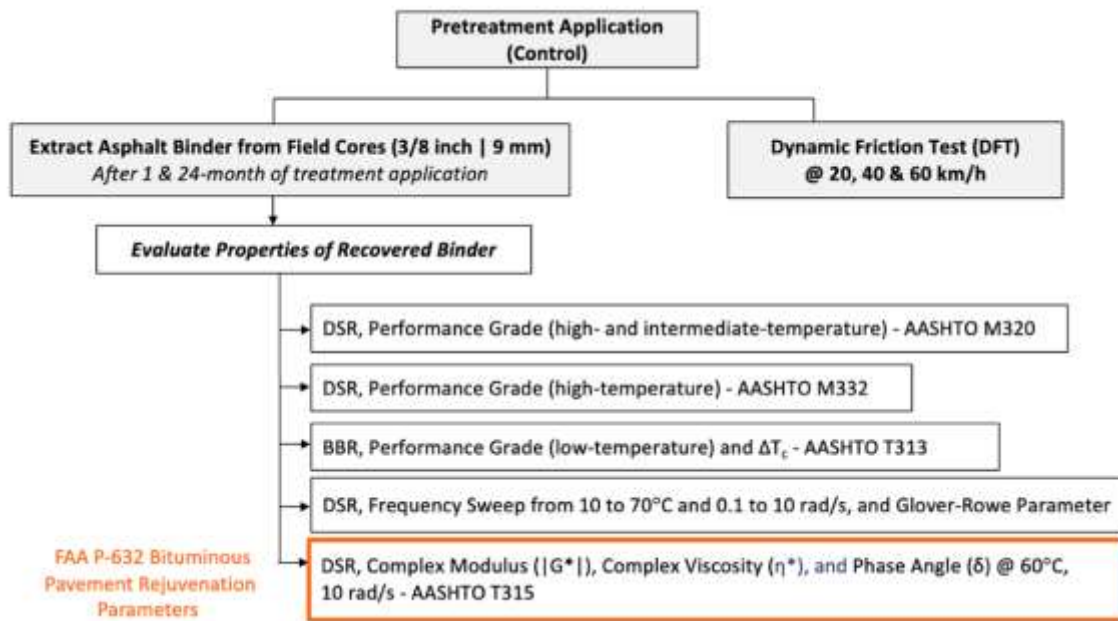 Pretreatment Application
(Control)
Extract Asphalt Binder from Field Cores (3/8 inch | 9 mm)
After 1 & 24-month of treatment application
Dynamic Friction Test (DFT)
@ 20, 40 & 60 km/h
Evaluate Properties of Recovered Binder
DSR, Performance Grade (high- and intermediate-temperature) - AASHTO M320
DSR, Performance Grade (high-temperature) - AASHTO M332
BBR, Performance Grade (low-temperature) and ΔTc - AASHTO T313
DSR, Frequency Sweep from 10 to 70°C and 0.1 to 10 rad/s, and Glover-Rowe Parameter
FAA P-632 Bituminous
Pavement Rejuvenation
Parameters
DSR, Complex Modulus (|G*|), Complex Viscosity (η*), and Phase Angle (δ) @ 60°C,
10 rad/s - AASHTO T315